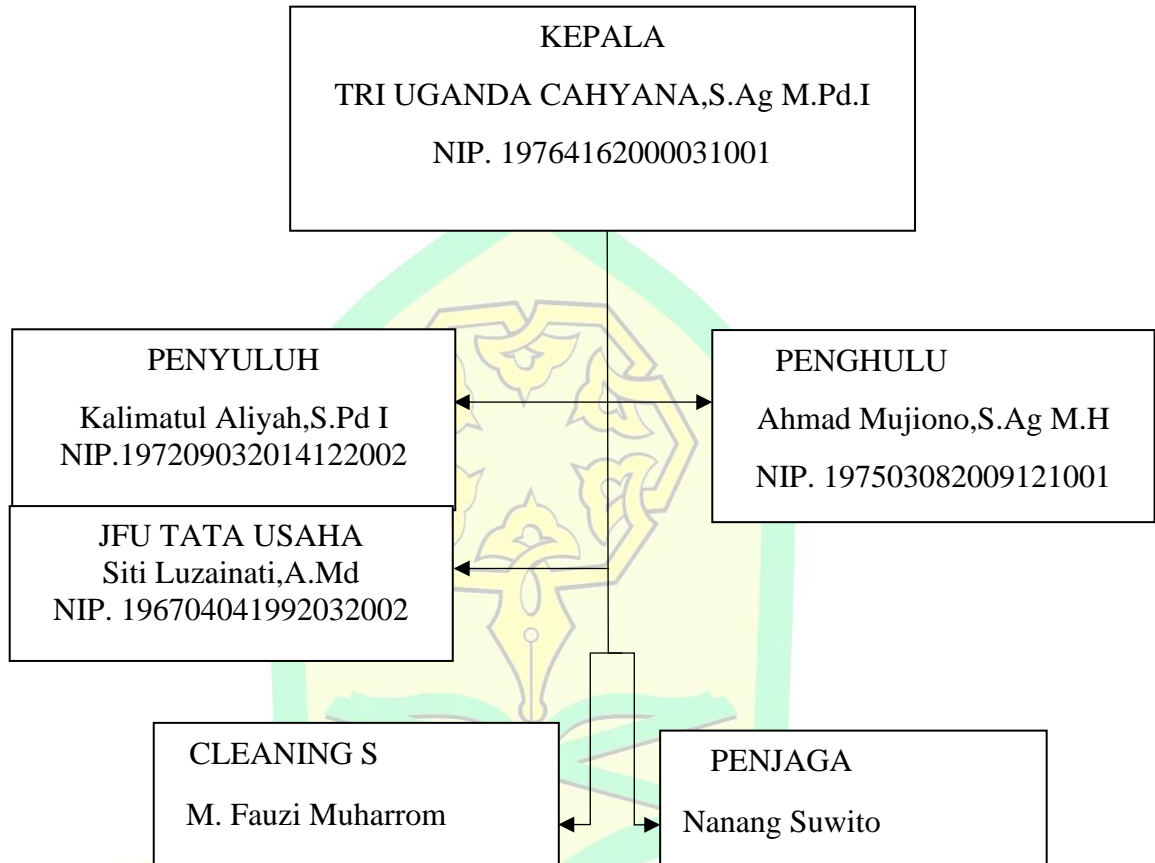 KEPALA
TRI UGANDA CAHYANA,S.Ag M.Pd.I
NIP. 19764162000031001
PENYULUH
Kalimatul Aliyah,S.Pd I
NIP.197209032014122002
PENGHULU
Ahmad Mujiono,S.Ag M.H
NIP. 197503082009121001
JFU TATA USAHA
Siti Luzainati,A.Md
NIP. 196704041992032002
CLEANING S
M. Fauzi Muharrom
PENJAGA
Nanang Suwito